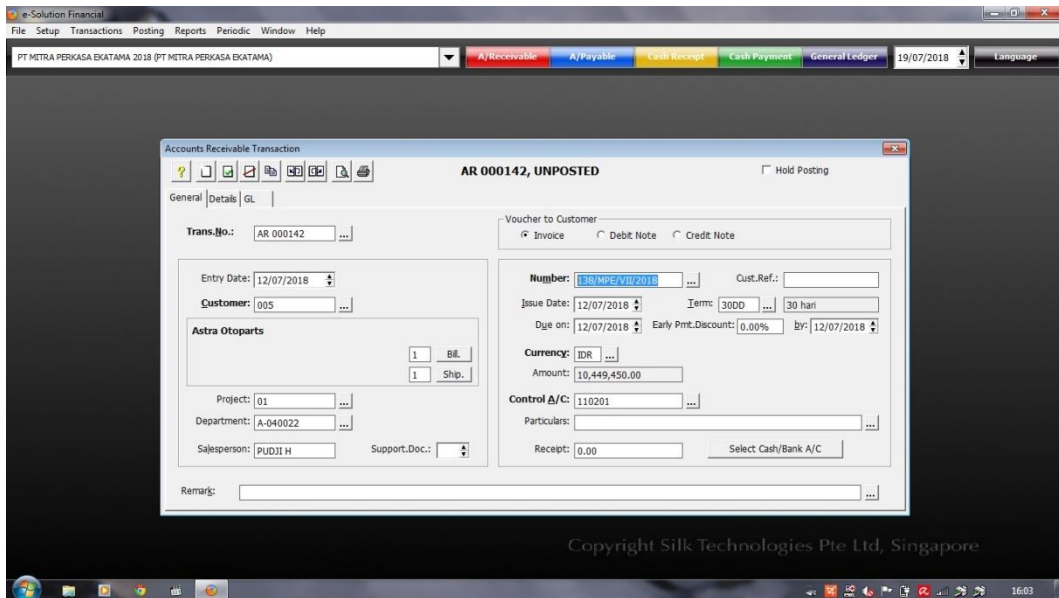 e-Solution Financial
File Setup Transactions Posting Reports Periodic Window Help
PT MITRA PERKASA EKATAMA 2018 (PT MITRA PERKASA EKATAMA) A/Receivable A/Payable Cash Receipt Cash Payment General Ledger 19/07/2018 Language
Accounts Receivable Transaction
AR 000142, UNPOSTED Hold Posting
General Details GL
Trans.No.: AR 000142 ...
Voucher to Customer
Invoice Debit Note Credit Note
Entry Date: 12/07/2018
Customer: 005 ...
Astra Otoparts
1 Bill.
1 Ship.
Project: 01 ...
Department: A-040022 ...
Salesperson: PUDJI H Support.Doc.:
Number: 138/MPE/VII/2018 ... Cust.Ref.:
Issue Date: 12/07/2018 Term: 30DD ... 30 hari
Due on: 12/07/2018 Early Pmt.Discount: 0.00% by: 12/07/2018
Currency: IDR ...
Amount: 10,449,450.00
Control A/C: 110201 ...
Particulars: ...
Receipt: 0.00 Select Cash/Bank A/C
Remark: ...
Copyright Silk Technologies Pte Ltd, Singapore
16:03